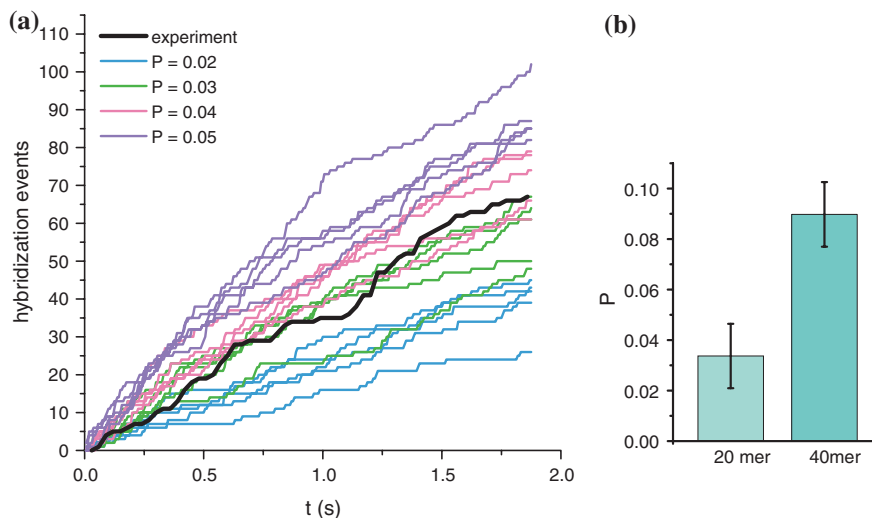 (a)
experiment
P = 0.02
P = 0.03
P = 0.04
P = 0.05
hybridization events
110
100
90
80
70
60
50
40
30
20
10
0
0.0 0.5 1.0 1.5 2.0
t (s)
(b)
P
0.10
0.08
0.06
0.04
0.02
0.00
20 mer 40mer